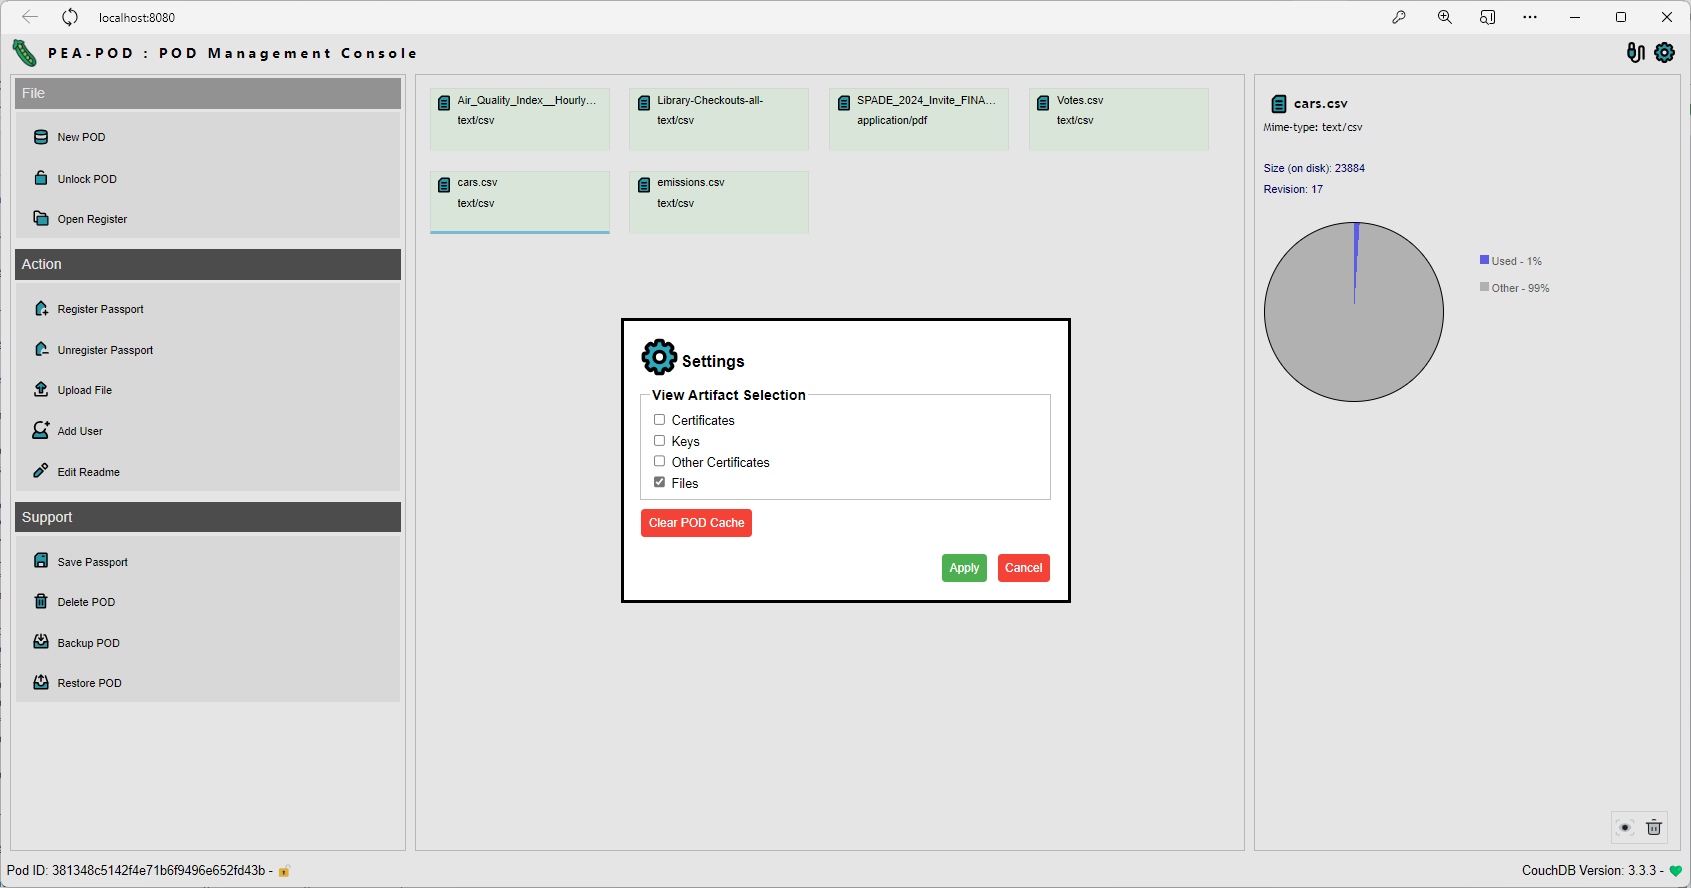 localhost:8080
PEA-POD : POD Management Console
File
New POD
Unlock POD
Open Register
Action
Register Passport
Unregister Passport
Upload File
Add User
Edit Readme
Support
Save Passport
Delete POD
Backup POD
Restore POD
Air_Quality_Index__Hourly...
text/csv
Library-Checkouts-all-
text/csv
SPADE_2024_Invite_FINA...
application/pdf
Votes.csv
text/csv
cars.csv
text/csv
emissions.csv
text/csv
Settings
View Artifact Selection
Certificates
Keys
Other Certificates
Files
Clear POD Cache
Apply
Cancel
cars.csv
Mime-type: text/csv
Size (on disk): 23884
Revision: 17
Used - 1%
Other - 99%
Pod ID: 381348c5142f4e71b6f9496e652fd43b -
CouchDB Version: 3.3.3 -